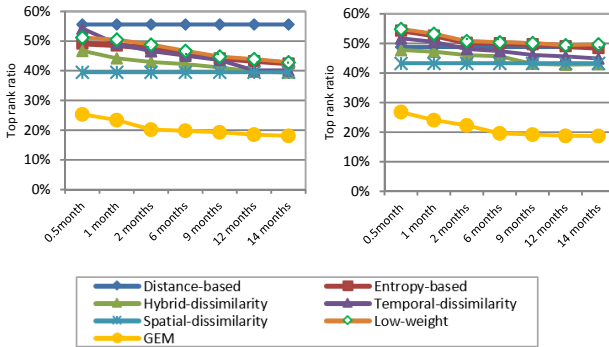 Top rank ratio
60%
50%
40%
30%
20%
10%
0%
0.5month
1 month
2 months
6 months
9 months
12 months
14 months
Top rank ratio
60%
50%
40%
30%
20%
10%
0%
0.5month
1 month
2 months
6 months
9 months
12 months
14 months
Distance-based
Entropy-based
Hybrid-dissimilarity
Temporal-dissimilarity
Spatial-dissimilarity
Low-weight
GEM